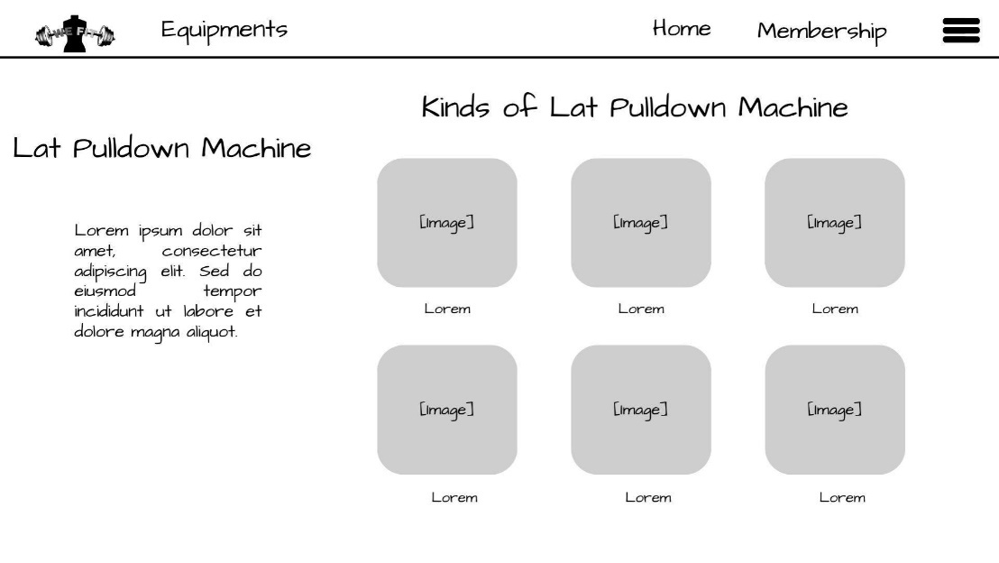 WE FIT
Equipments
Home
Membership
Kinds of Lat Pulldown Machine
Lat Pulldown Machine
Lorem ipsum dolor sit
amet, consectetur
adipiscing elit. Sed do
eiusmod tempor
incididunt ut labore et
dolore magna aliquot.
[Image]
[Image]
[Image]
Lorem
Lorem
Lorem
[Image]
[Image]
[Image]
Lorem
Lorem
Lorem